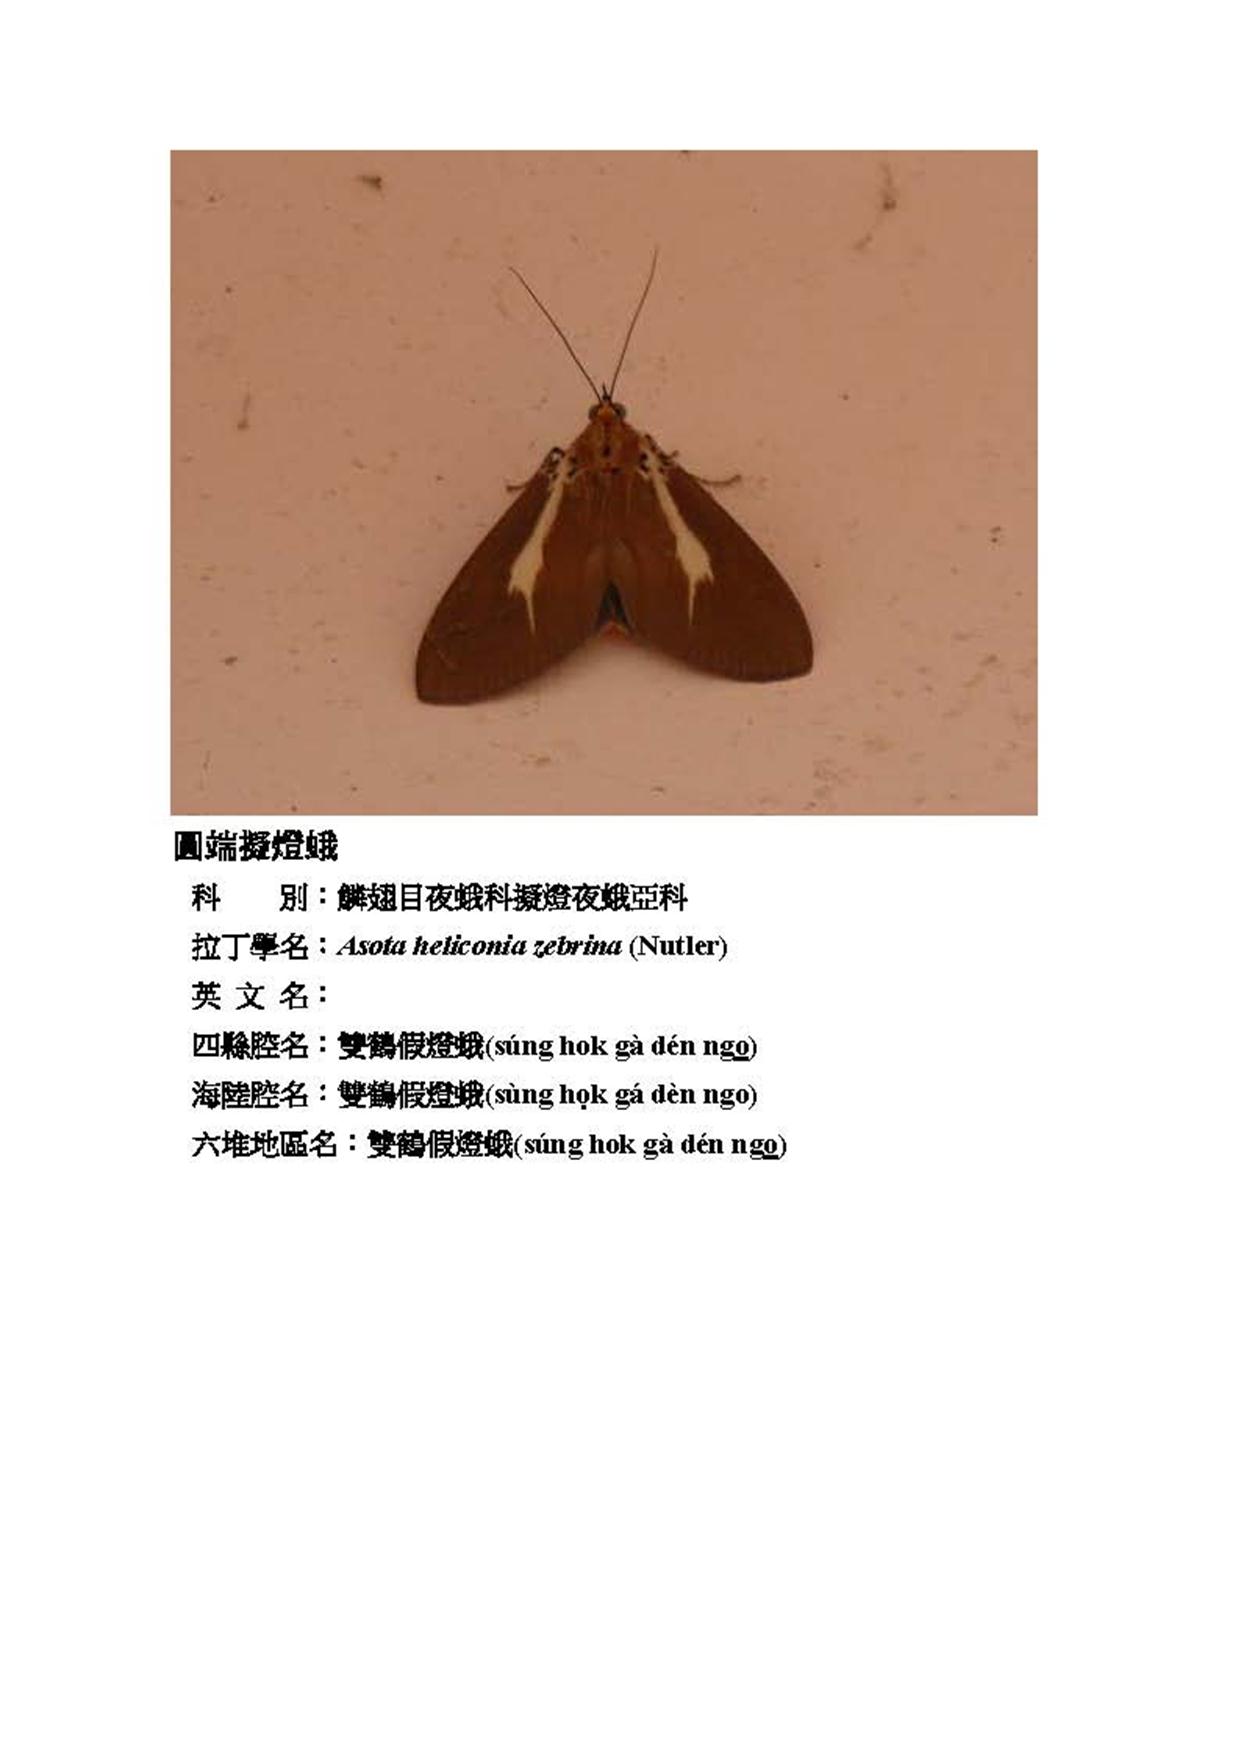 圓端擬燈蛾
科　　別：鱗翅目夜蛾科擬燈夜蛾亞科
拉丁學名：Asota heliconia zebrina (Nutler)
英 文 名：
四縣腔名：雙鶴假燈蛾(súng hok gà dén ngo)
海陸腔名：雙鶴假燈蛾(sùng họk gá dèn ngo)
六堆地區名：雙鶴假燈蛾(súng hok gà dén ngo)